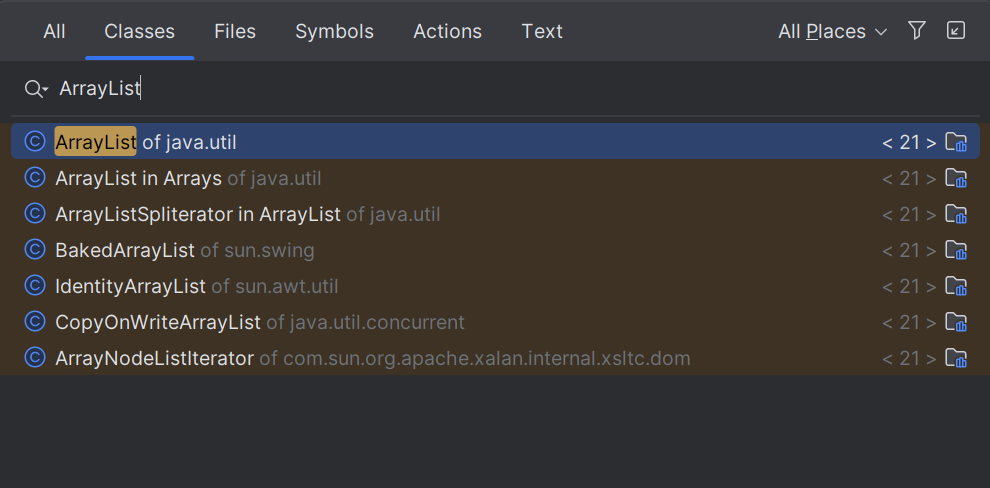 All Classes Files Symbols Actions Text All Places
ArrayList
ArrayList of java.util < 21 >
ArrayList in Arrays of java.util < 21 >
ArrayListSpliterator in ArrayList of java.util < 21 >
BakedArrayList of sun.swing < 21 >
IdentityArrayList of sun.awt.util < 21 >
CopyOnWriteArrayList of java.util.concurrent < 21 >
ArrayNodeListIterator of com.sun.org.apache.xalan.internal.xsltc.dom < 21 >